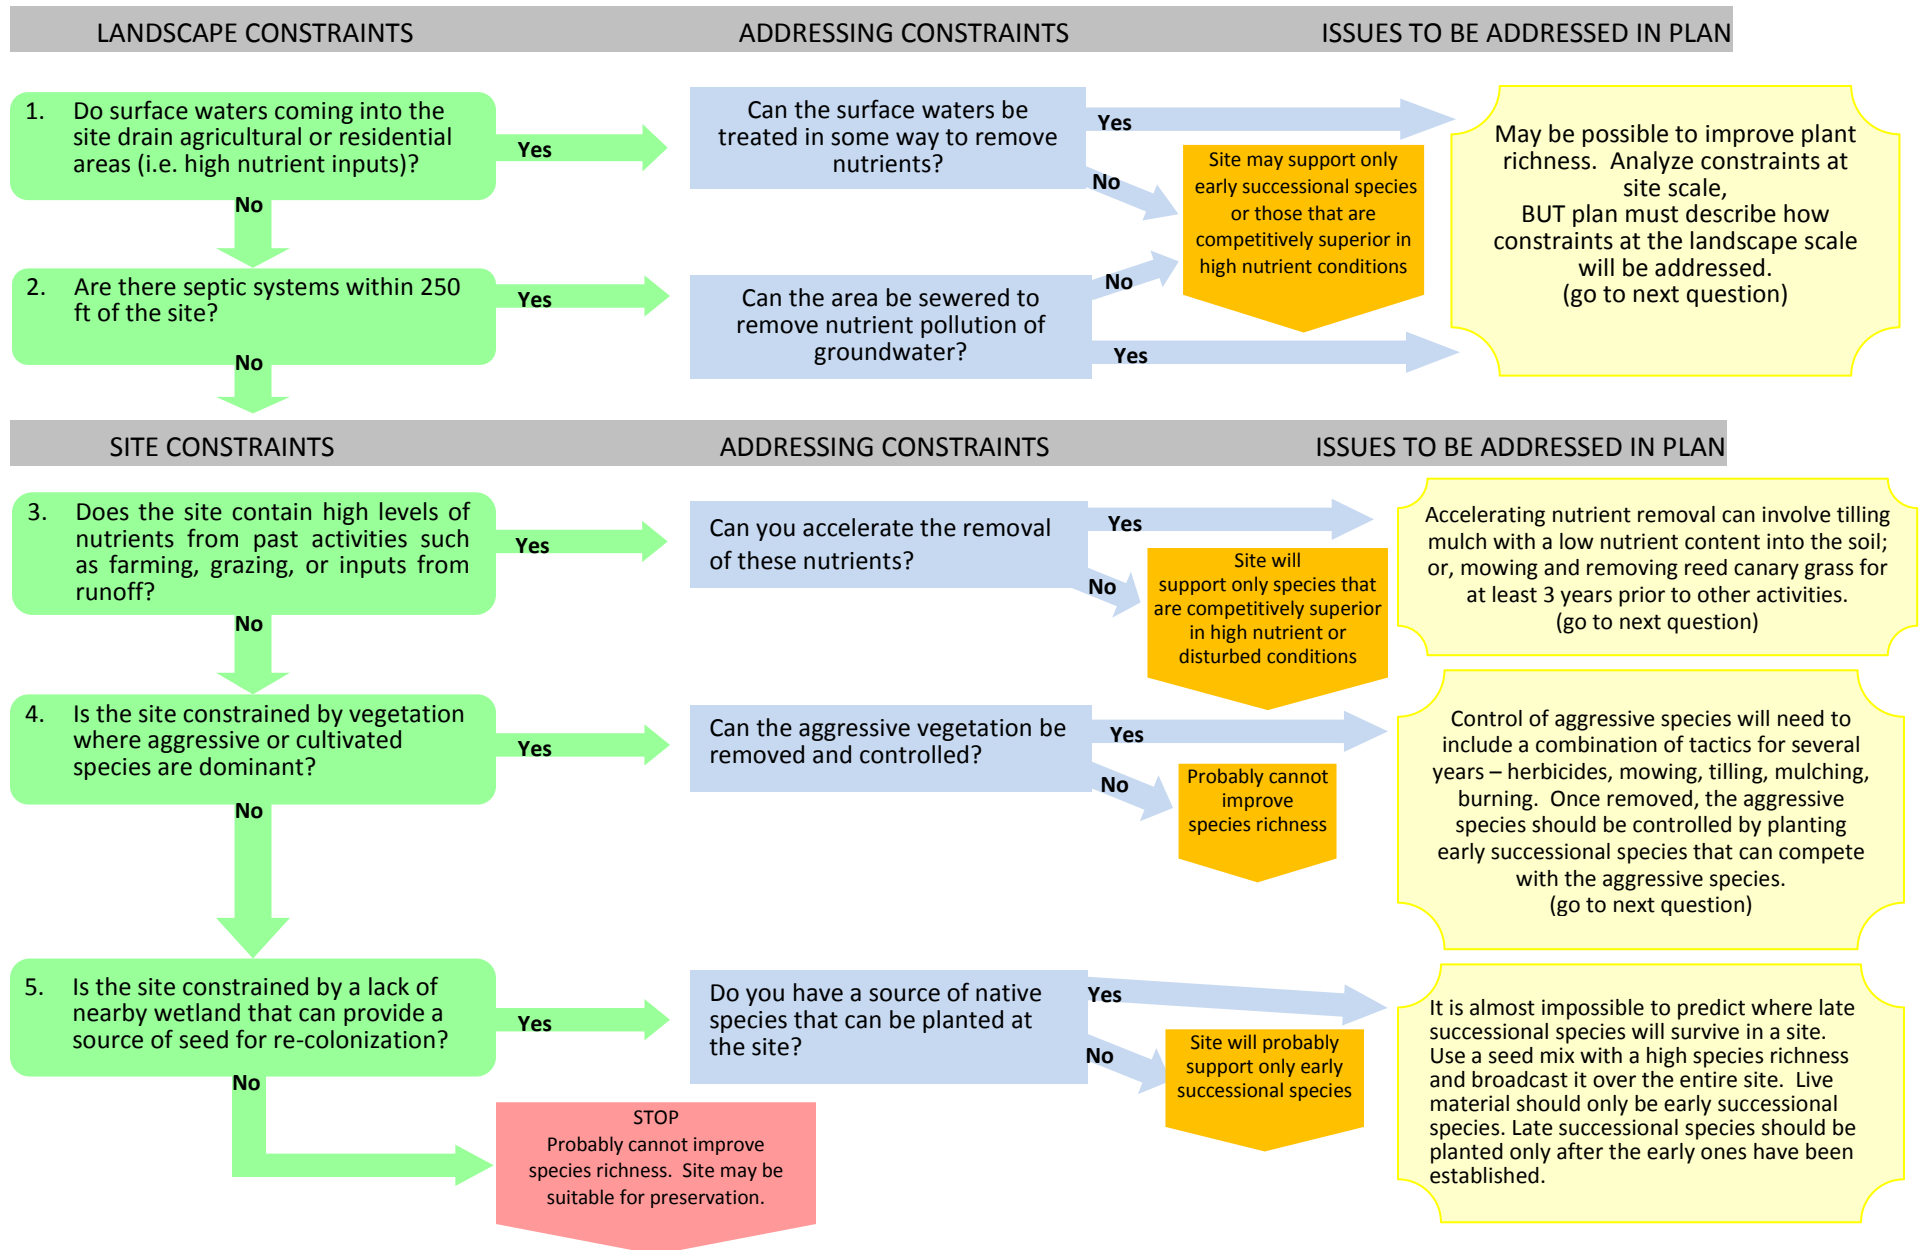 LANDSCAPE CONSTRAINTS
ADDRESSING CONSTRAINTS
ISSUES TO BE ADDRESSED IN PLAN
1. Do surface waters coming into the
site drain agricultural or residential
areas (i.e. high nutrient inputs)?
Yes
No
Can the surface waters be
treated in some way to remove
nutrients?
Yes
No
Site may support only
early successional species
or those that are
competitively superior in
high nutrient conditions
May be possible to improve plant
richness. Analyze constraints at
site scale,
BUT plan must describe how
constraints at the landscape scale
will be addressed.
(go to next question)
2. Are there septic systems within 250
ft of the site?
Yes
No
Can the area be sewered to
remove nutrient pollution of
groundwater?
No
Yes
SITE CONSTRAINTS
ADDRESSING CONSTRAINTS
ISSUES TO BE ADDRESSED IN PLAN
3. Does the site contain high levels of
nutrients from past activities such
as farming, grazing, or inputs from
runoff?
Yes
No
Can you accelerate the removal
of these nutrients?
Yes
No
Site will
support only species that
are competitively superior
in high nutrient or
disturbed conditions
Accelerating nutrient removal can involve tilling
mulch with a low nutrient content into the soil;
or, mowing and removing reed canary grass for
at least 3 years prior to other activities.
(go to next question)
4. Is the site constrained by vegetation
where aggressive or cultivated
species are dominant?
Yes
No
Can the aggressive vegetation be
removed and controlled?
Yes
No
Probably cannot
improve
species richness
Control of aggressive species will need to
include a combination of tactics for several
years – herbicides, mowing, tilling, mulching,
burning. Once removed, the aggressive
species should be controlled by planting
early successional species that can compete
with the aggressive species.
(go to next question)
5. Is the site constrained by a lack of
nearby wetland that can provide a
source of seed for re-colonization?
Yes
No
Do you have a source of native
species that can be planted at
the site?
Yes
No
Site will probably
support only early
successional species
It is almost impossible to predict where late
successional species will survive in a site.
Use a seed mix with a high species richness
and broadcast it over the entire site. Live
material should only be early successional
species. Late successional species should be
planted only after the early ones have been
established.
STOP
Probably cannot improve
species richness. Site may be
suitable for preservation.